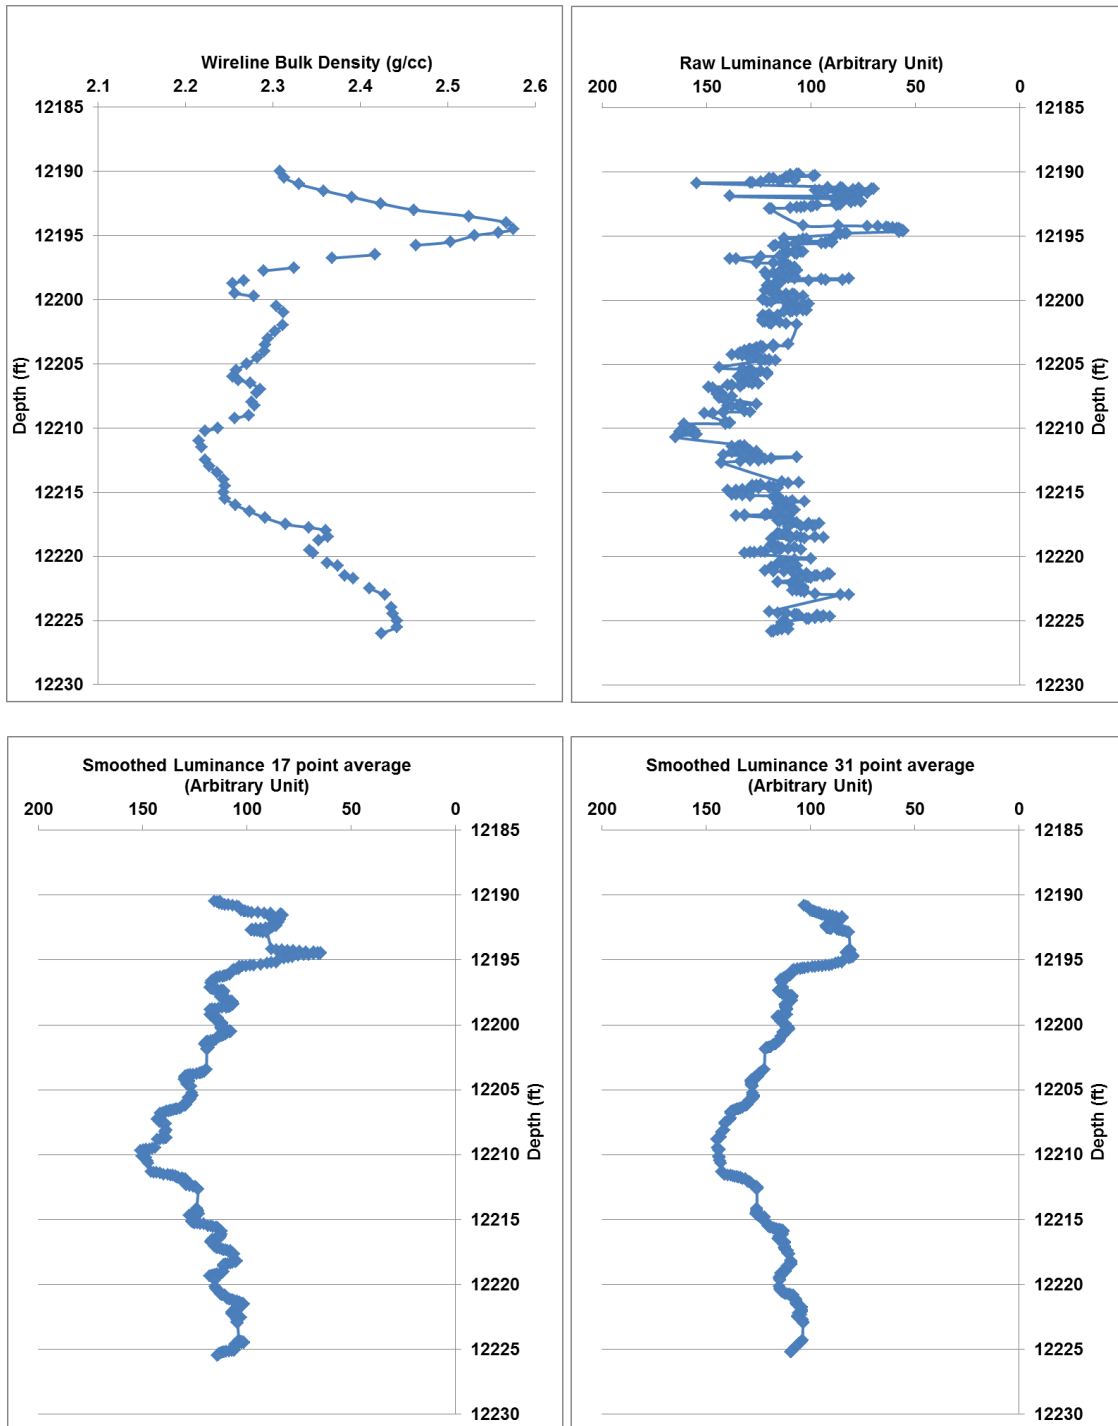 Wireline Bulk Density (g/cc)
2.1 2.2 2.3 2.4 2.5 2.6
12185
12190
12195
12200
12205
12210
12215
12220
12225
12230
Depth (ft)
Raw Luminance (Arbitrary Unit)
200 150 100 50 0
12185
12190
12195
12200
12205
12210
12215
12220
12225
12230
Depth (ft)
Smoothed Luminance 17 point average
(Arbitrary Unit)
200 150 100 50 0
12185
12190
12195
12200
12205
12210
12215
12220
12225
12230
Depth (ft)
Smoothed Luminance 31 point average
(Arbitrary Unit)
200 150 100 50 0
12185
12190
12195
12200
12205
12210
12215
12220
12225
12230
Depth (ft)